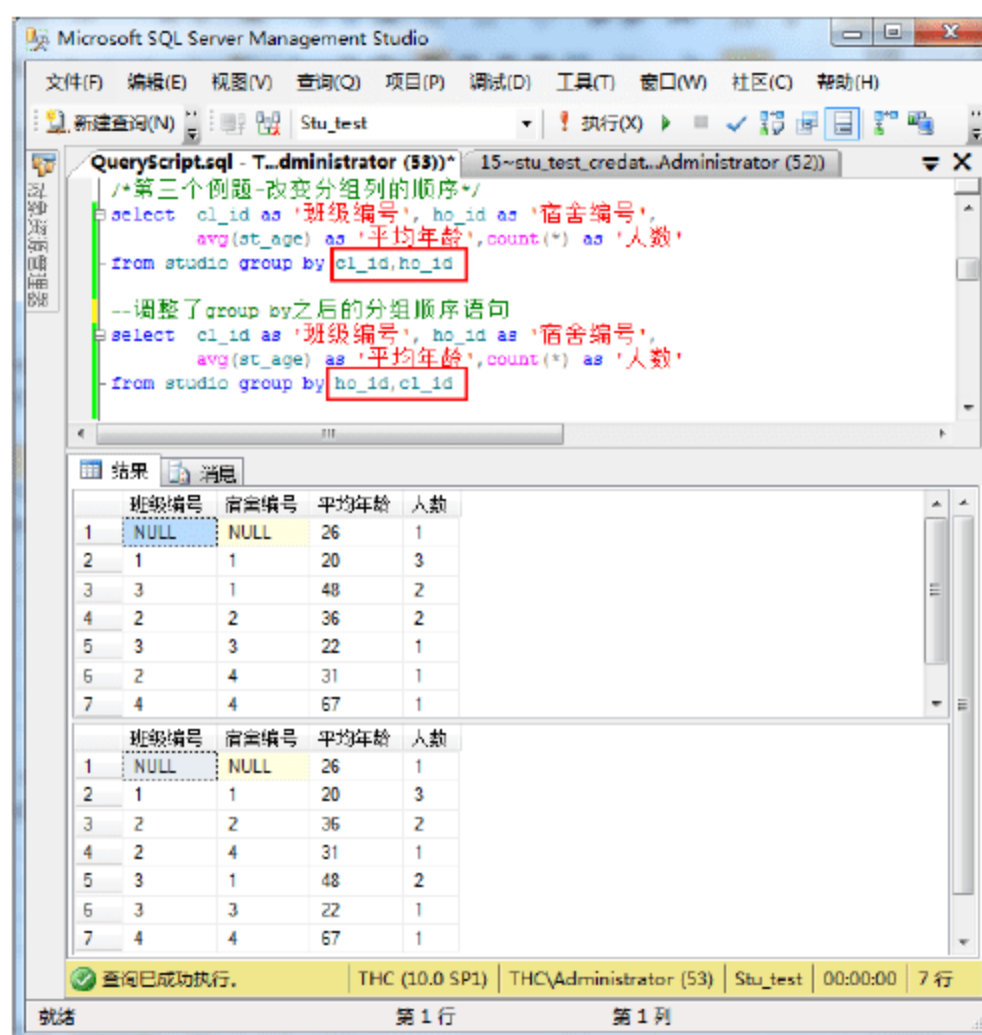 Microsoft SQL Server Management Studio
文件(F) 编辑(E) 视图(V) 查询(Q) 项目(P) 调试(D) 工具(T) 窗口(W) 社区(C) 帮助(H)
新建查询(N) Stu_test 执行(X)
QueryScript.sql - T...dministrator (53))* 15~stu_test_credat...Administrator (52))
对象资源管理器
/*第三个例题-改变分组列的顺序*/
select cl_id as '班级编号', ho_id as '宿舍编号',
avg(st_age) as '平均年龄',count(*) as '人数'
from studio group by cl_id,ho_id
--调整了group by之后的分组顺序语句
select cl_id as '班级编号', ho_id as '宿舍编号',
avg(st_age) as '平均年龄',count(*) as '人数'
from studio group by ho_id,cl_id
结果 消息
班级编号 宿舍编号 平均年龄 人数
1 NULL NULL 26 1
2 1 1 20 3
3 3 1 48 2
4 2 2 36 2
5 3 3 22 1
6 2 4 31 1
7 4 4 67 1
班级编号 宿舍编号 平均年龄 人数
1 NULL NULL 26 1
2 1 1 20 3
3 2 2 36 2
4 2 4 31 1
5 3 1 48 2
6 3 3 22 1
7 4 4 67 1
查询已成功执行。 THC (10.0 SP1) THC\Administrator (53) Stu_test 00:00:00 7 行
就绪 第 1 行 第 1 列